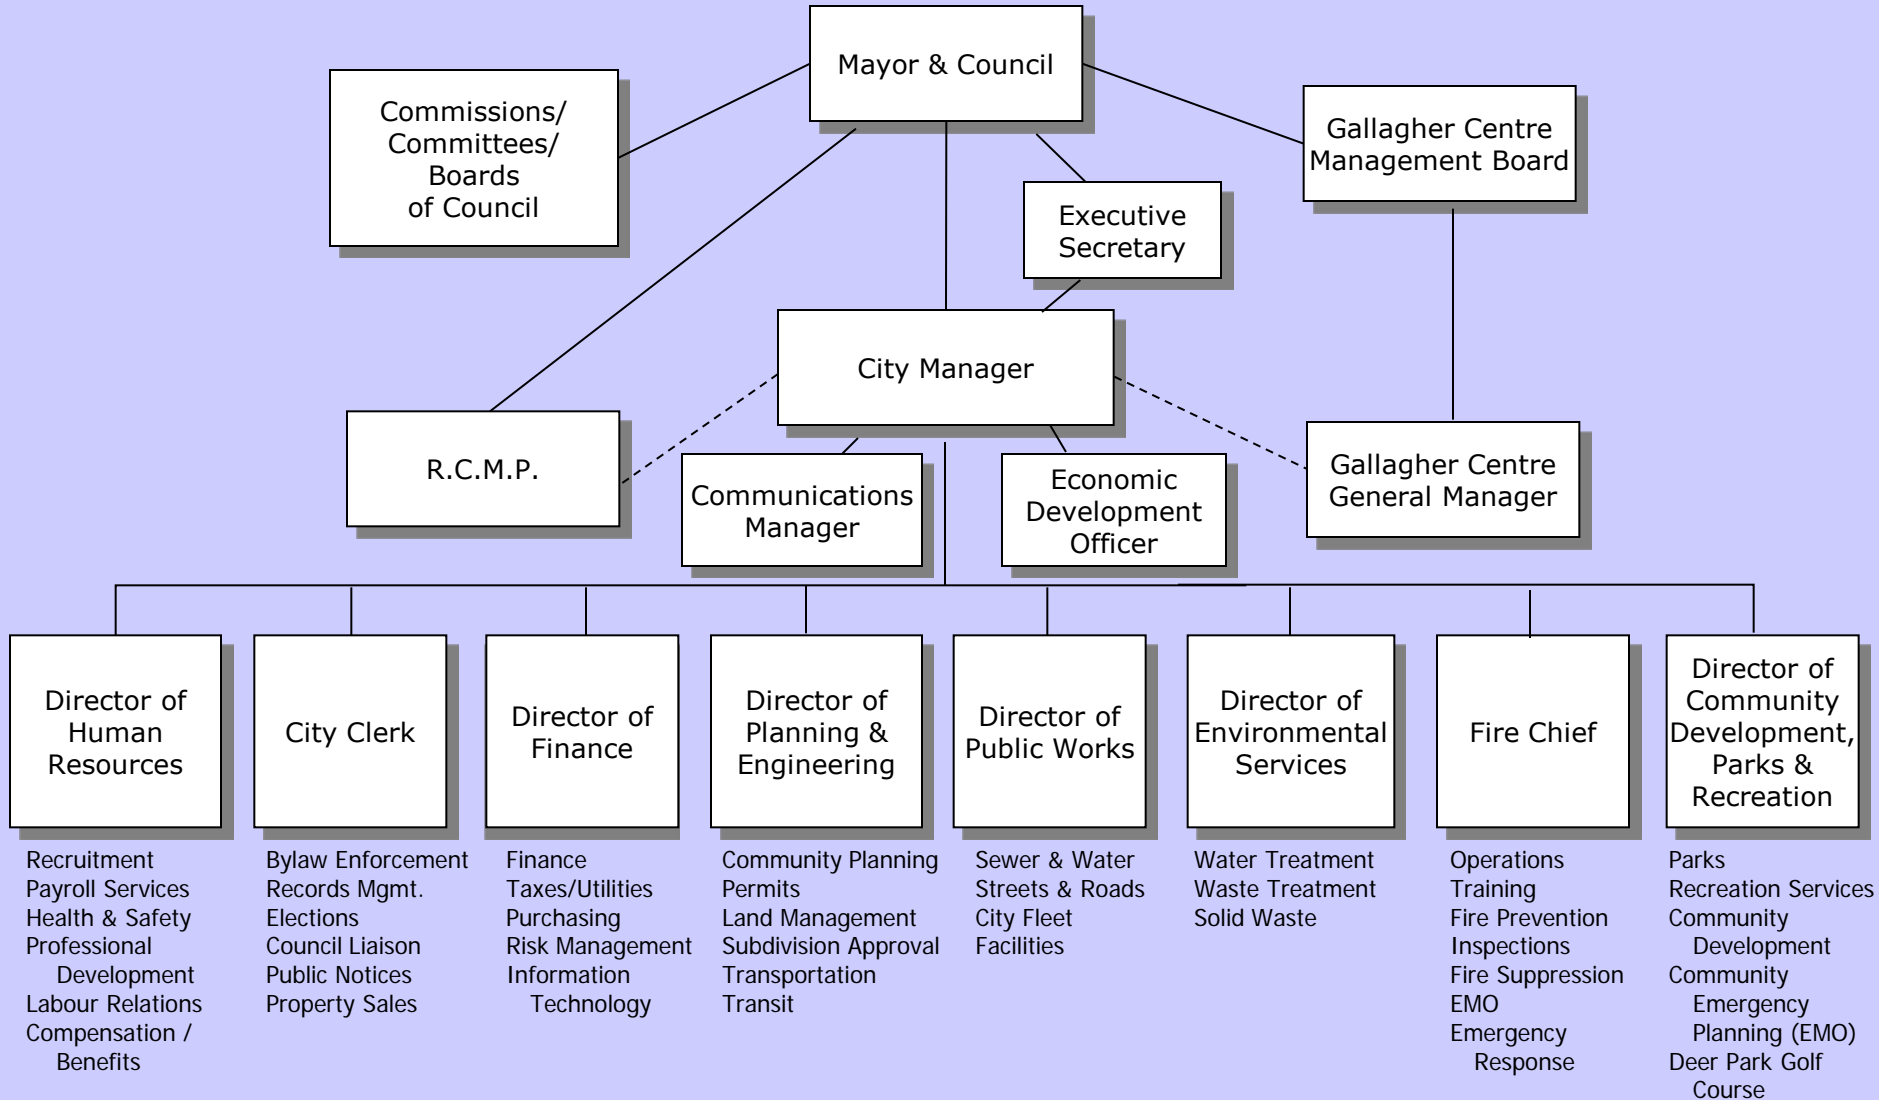 Mayor & Council
Commissions/
Committees/
Boards
of Council
Gallagher Centre
Management Board
Executive
Secretary
City Manager
R.C.M.P.
Communications
Manager
Economic
Development
Officer
Gallagher Centre
General Manager
Director of
Human
Resources
City Clerk
Director of
Finance
Director of
Planning &
Engineering
Director of
Public Works
Director of
Environmental
Services
Fire Chief
Director of
Community
Development,
Parks &
Recreation
Recruitment
Payroll Services
Health & Safety
Professional
Development
Labour Relations
Compensation /
Benefits
Bylaw Enforcement
Records Mgmt.
Elections
Council Liaison
Public Notices
Property Sales
Finance
Taxes/Utilities
Purchasing
Risk Management
Information
Technology
Community Planning
Permits
Land Management
Subdivision Approval
Transportation
Transit
Sewer & Water
Streets & Roads
City Fleet
Facilities
Water Treatment
Waste Treatment
Solid Waste
Operations
Training
Fire Prevention
Inspections
Fire Suppression
EMO
Emergency
Response
Parks
Recreation Services
Community
Development
Community
Emergency
Planning (EMO)
Deer Park Golf
Course